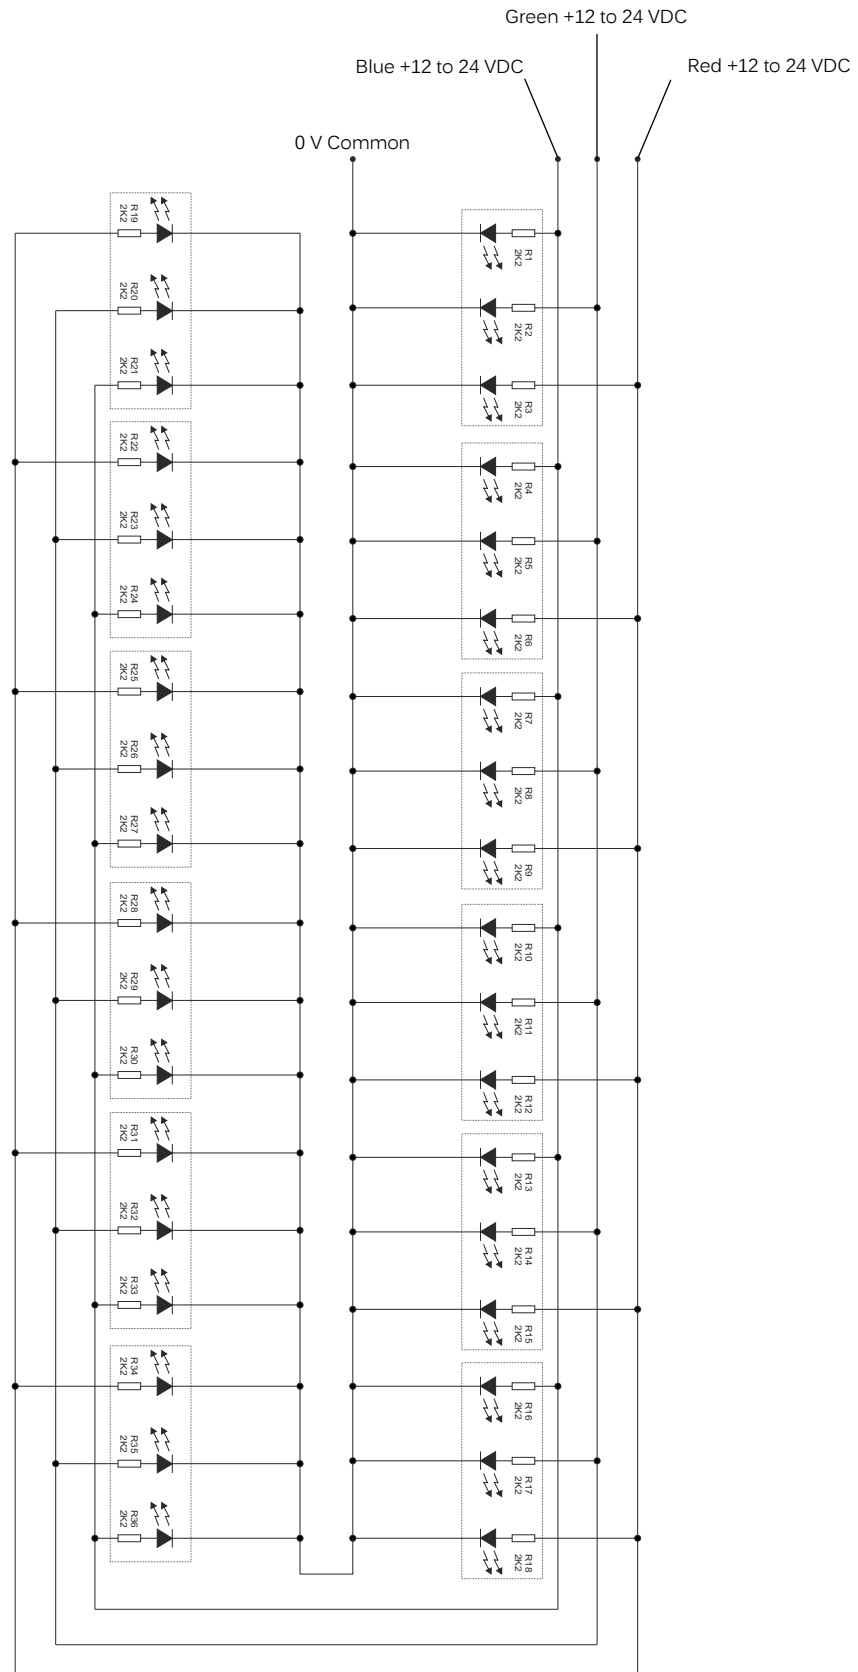 Green +12 to 24 VDC
Blue +12 to 24 VDC
Red +12 to 24 VDC
0 V Common
R19
2K2
R20
2K2
R21
2K2
R22
2K2
R23
2K2
R24
2K2
R25
2K2
R26
2K2
R27
2K2
R28
2K2
R29
2K2
R30
2K2
R31
2K2
R32
2K2
R33
2K2
R34
2K2
R35
2K2
R36
2K2
R1
2K2
R2
2K2
R3
2K2
R4
2K2
R5
2K2
R6
2K2
R7
2K2
R8
2K2
R9
2K2
R10
2K2
R11
2K2
R12
2K2
R13
2K2
R14
2K2
R15
2K2
R16
2K2
R17
2K2
R18
2K2